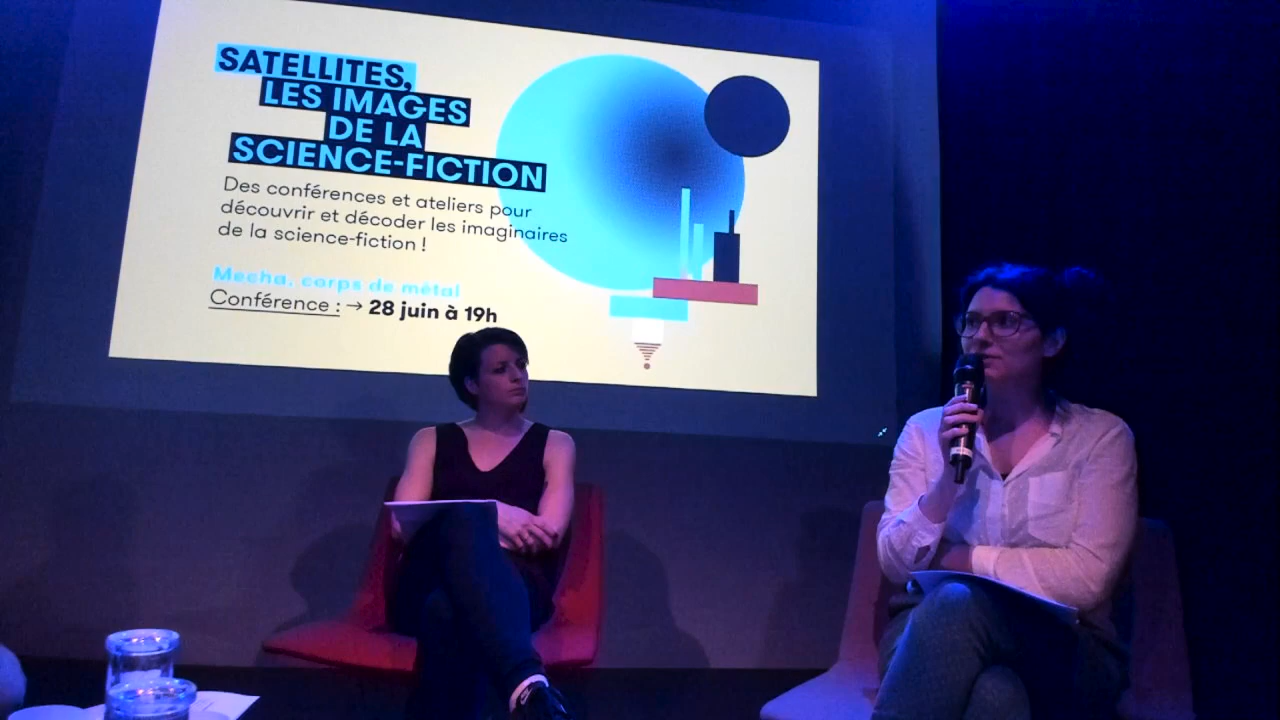 SATELLITES,
LES IMAGES
DE LA
SCIENCE-FICTION
Des conférences et ateliers pour
découvrir et décoder les imaginaires
de la science-fiction !
Mecha, corps de métal
Conférence : → 28 juin à 19h